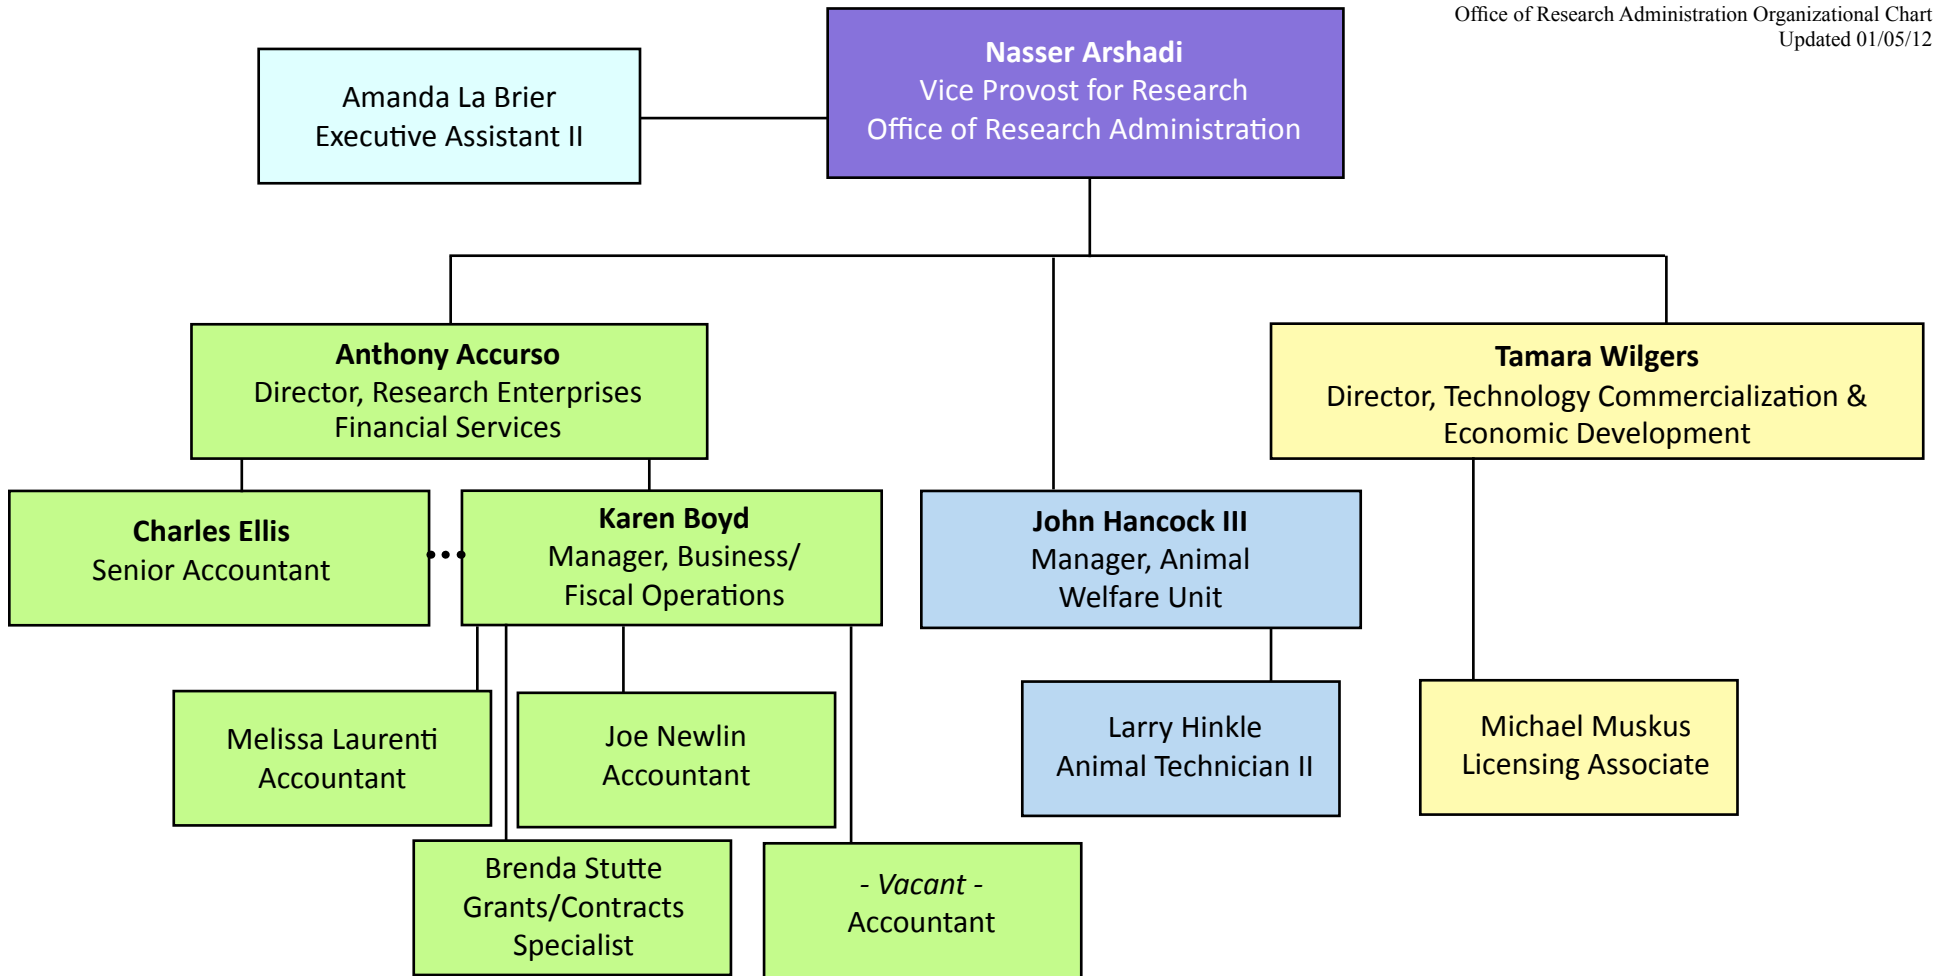 Office of Research Administration Organizational Chart
Updated 01/05/12
Nasser Arshadi
Vice Provost for Research
Office of Research Administration
Amanda La Brier
Executive Assistant II
Anthony Accurso
Director, Research Enterprises
Financial Services
Tamara Wilgers
Director, Technology Commercialization &
Economic Development
Charles Ellis
Senior Accountant
Karen Boyd
Manager, Business/
Fiscal Operations
John Hancock III
Manager, Animal
Welfare Unit
Melissa Laurenti
Accountant
Joe Newlin
Accountant
Larry Hinkle
Animal Technician II
Michael Muskus
Licensing Associate
Brenda Stutte
Grants/Contracts
Specialist
- Vacant -
Accountant